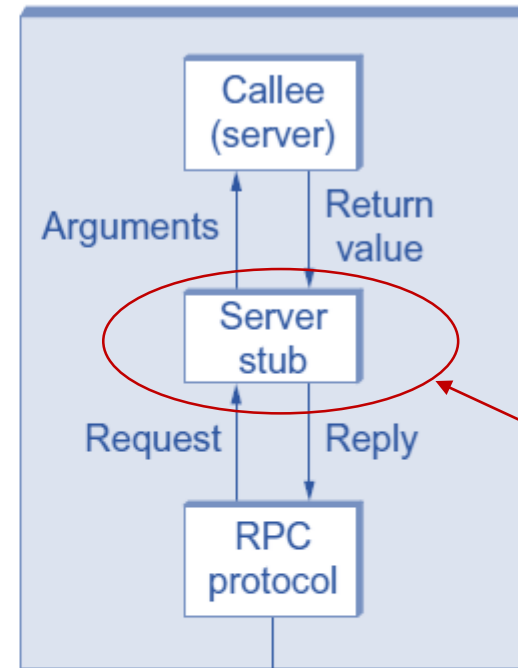 Callee
(server)
Arguments
Return
value
Server
stub
Request
Reply
RPC
protocol